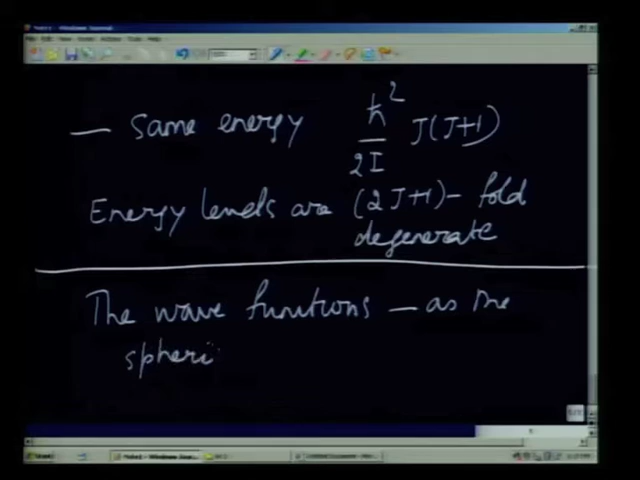 — Same energy ħ²/2I J(J+1)
Energy levels are (2J+1)- fold
degenerate
The wave functions — as the
spheri